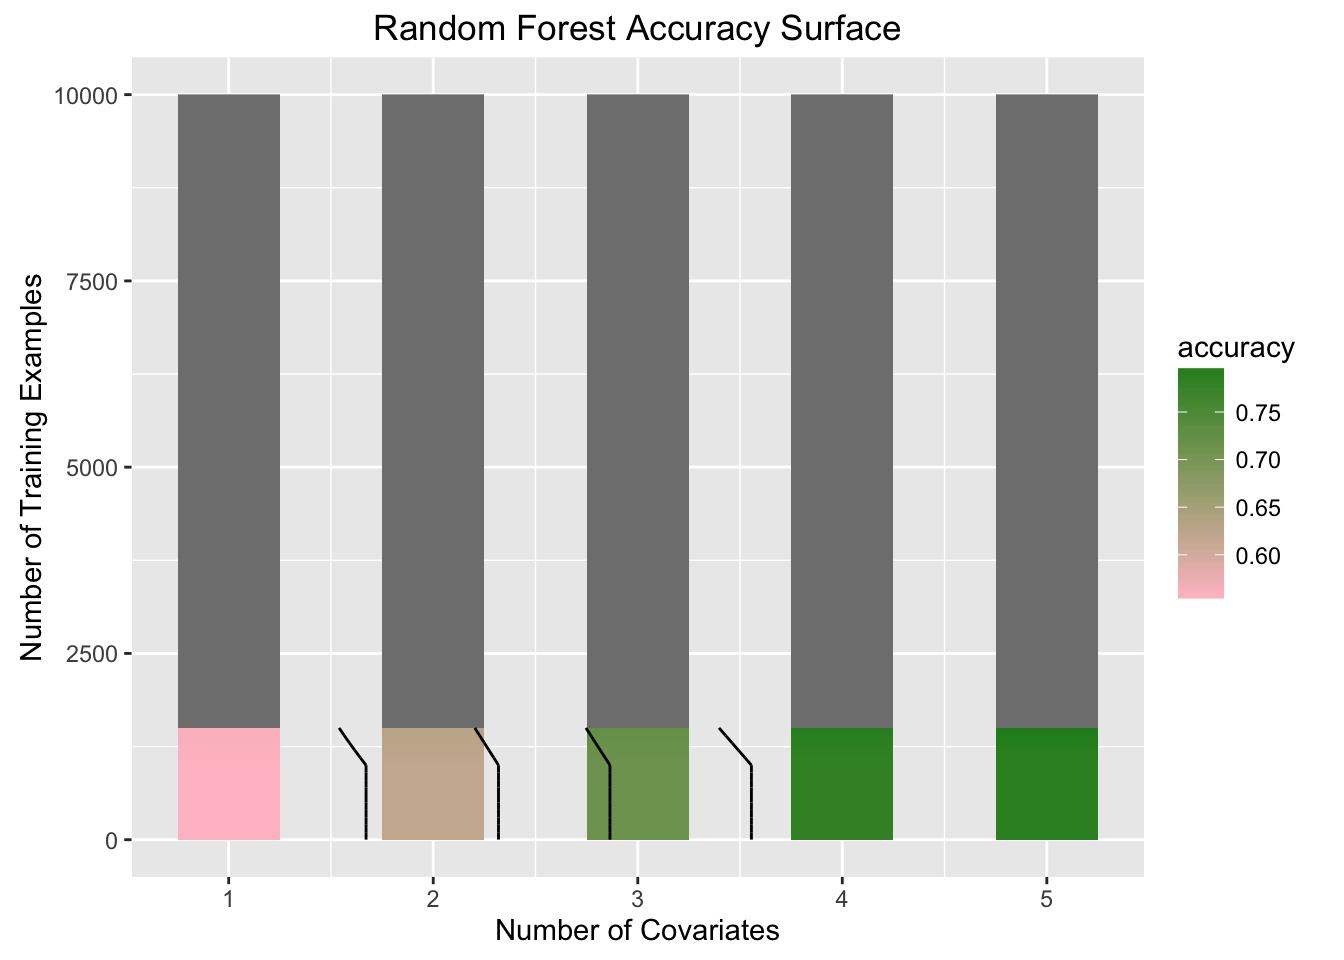 Random Forest Accuracy Surface
Number of Training Examples
10000
7500
5000
2500
0
1 2 3 4 5
Number of Covariates
accuracy
0.75
0.70
0.65
0.60